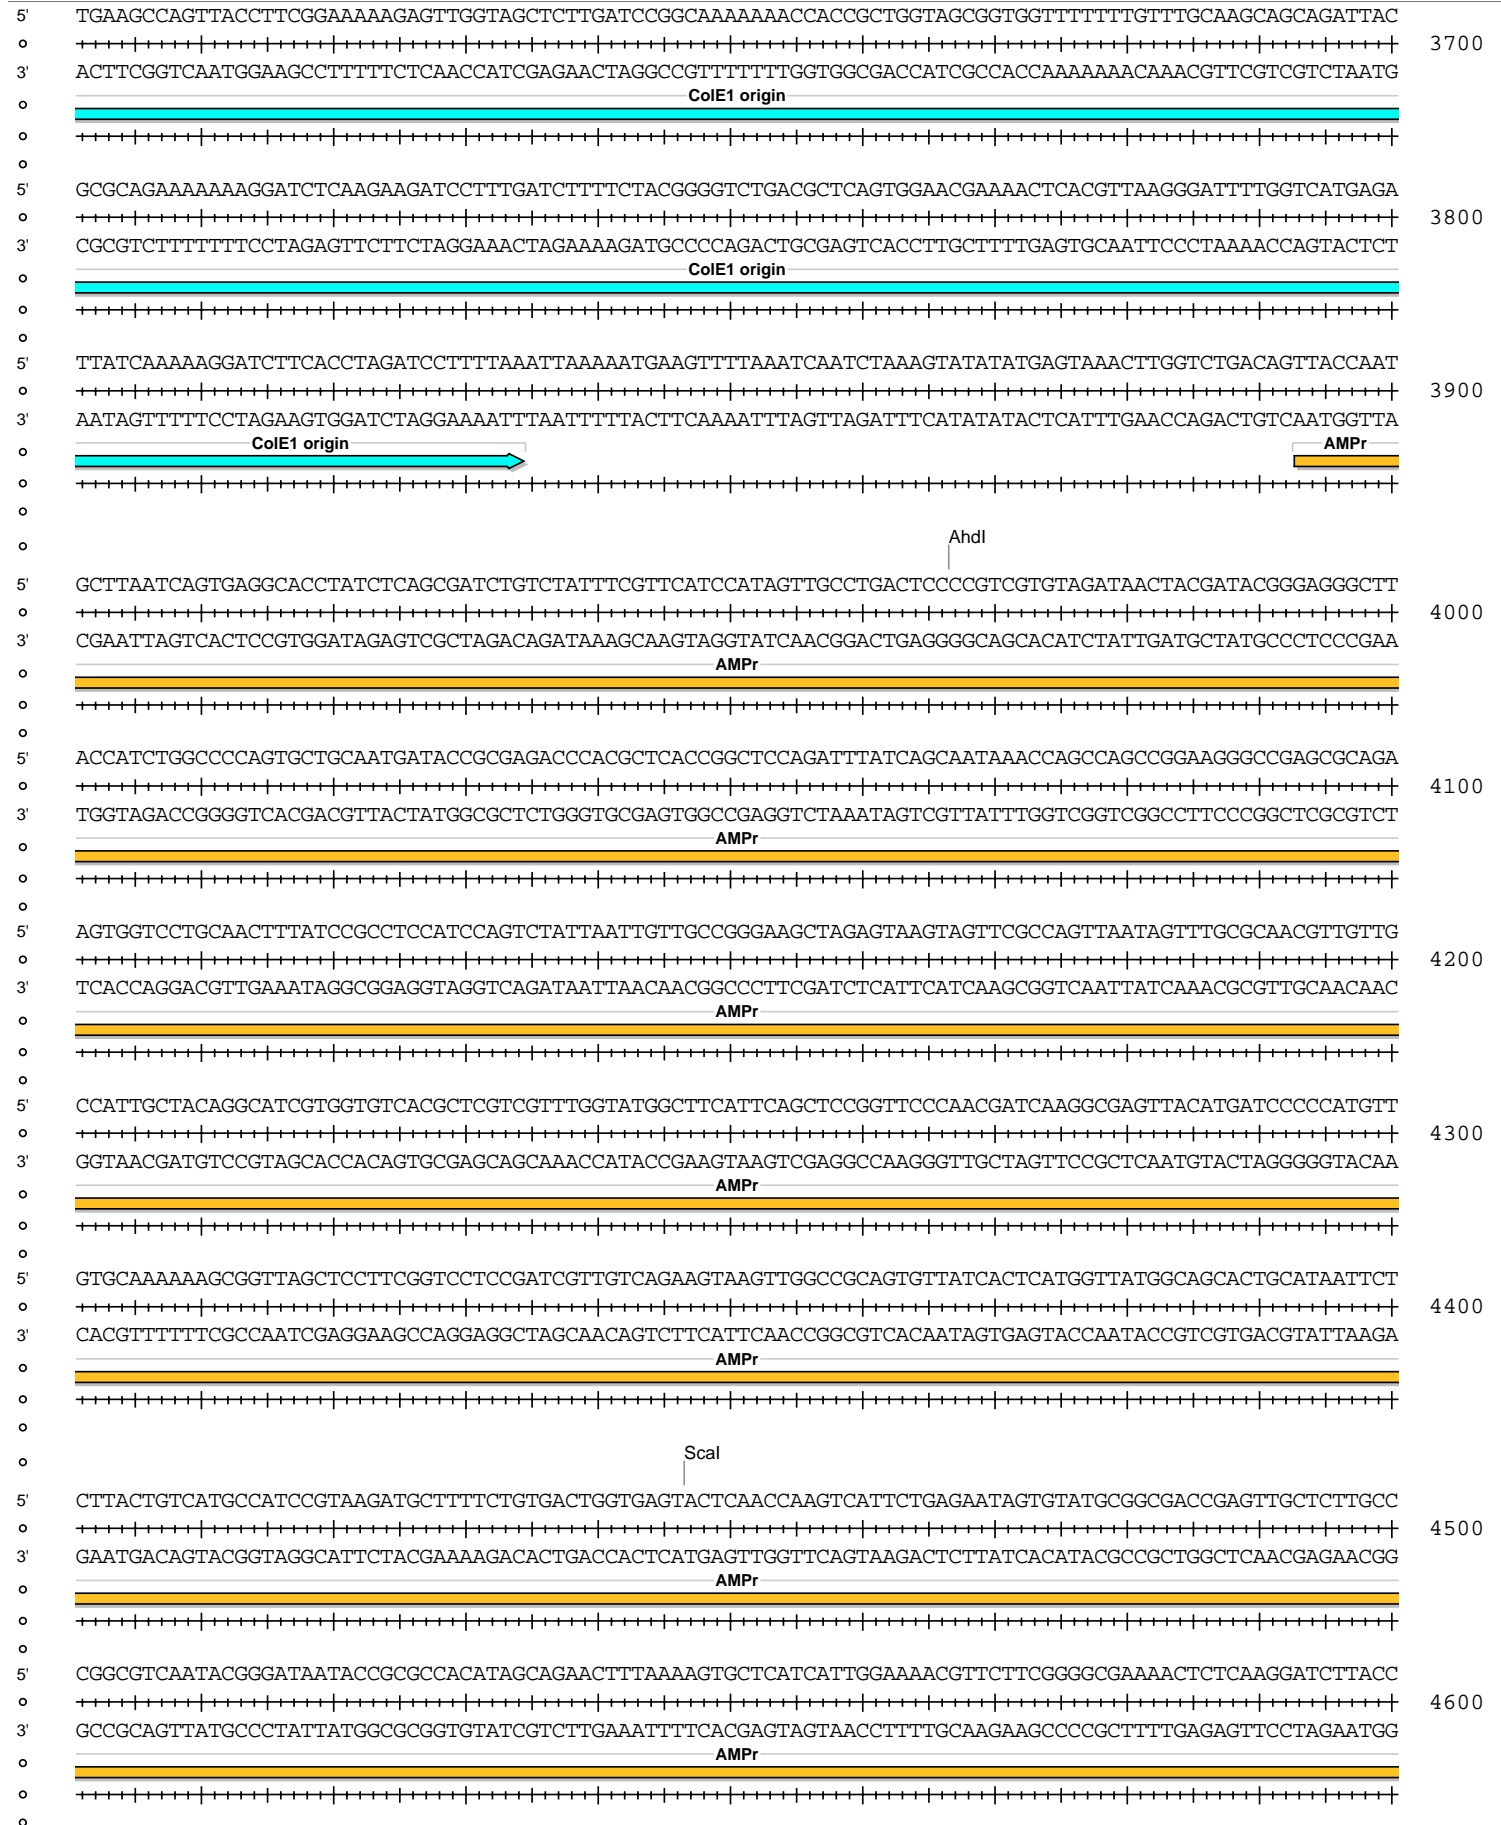 5' TGAAGCCAGTTACCTTCGGAAAAAGAGTTGGTAGCTCTTGATCCGGCAAAAAAACCACCGCTGGTAGCGGTGGTTTTTTTGTTTGCAAGCAGCAGATTAC
3700
3' ACTTCGGTCAATGGAAGCCTTTTTCTCAACCATCGAGAACTAGGCCGTTTTTTTGGTGGCGACCATCGCCACCAAAAAAACAAACGTTCGTCGTCTAATG
ColE1 origin
5' GCGCAGAAAAAAAGGATCTCAAGAAGATCCTTTGATCTTTTCTACGGGGTCTGACGCTCAGTGGAACGAAAACTCACGTTAAGGGATTTTGGTCATGAGA
3800
3' CGCGTCTTTTTTTCCTAGAGTTCTTCTAGGAAACTAGAAAAGATGCCCCAGACTGCGAGTCACCTTGCTTTTGAGTGCAATTCCCTAAAACCAGTACTCT
ColE1 origin
5' TTATCAAAAAGGATCTTCACCTAGATCCTTTTAAATTAAAAATGAAGTTTTAAATCAATCTAAAGTATATATGAGTAAACTTGGTCTGACAGTTACCAAT
3900
3' AATAGTTTTTCCTAGAAGTGGATCTAGGAAAATTTAATTTTTACTTCAAAATTTAGTTAGATTTCATATATACTCATTTGAACCAGACTGTCAATGGTTA
ColE1 origin AMPr
AhdI
5' GCTTAATCAGTGAGGCACCTATCTCAGCGATCTGTCTATTTCGTTCATCCATAGTTGCCTGACTCCCCGTCGTGTAGATAACTACGATACGGGAGGGCTT
4000
3' CGAATTAGTCACTCCGTGGATAGAGTCGCTAGACAGATAAAGCAAGTAGGTATCAACGGACTGAGGGGCAGCACATCTATTGATGCTATGCCCTCCCGAA
AMPr
5' ACCATCTGGCCCCAGTGCTGCAATGATACCGCGAGACCCACGCTCACCGGCTCCAGATTTATCAGCAATAAACCAGCCAGCCGGAAGGGCCGAGCGCAGA
4100
3' TGGTAGACCGGGGTCACGACGTTACTATGGCGCTCTGGGTGCGAGTGGCCGAGGTCTAAATAGTCGTTATTTGGTCGGTCGGCCTTCCCGGCTCGCGTCT
AMPr
5' AGTGGTCCTGCAACTTTATCCGCCTCCATCCAGTCTATTAATTGTTGCCGGGAAGCTAGAGTAAGTAGTTCGCCAGTTAATAGTTTGCGCAACGTTGTTG
4200
3' TCACCAGGACGTTGAAATAGGCGGAGGTAGGTCAGATAATTAACAACGGCCCTTCGATCTCATTCATCAAGCGGTCAATTATCAAACGCGTTGCAACAAC
AMPr
5' CCATTGCTACAGGCATCGTGGTGTCACGCTCGTCGTTTGGTATGGCTTCATTCAGCTCCGGTTCCCAACGATCAAGGCGAGTTACATGATCCCCCATGTT
4300
3' GGTAACGATGTCCGTAGCACCACAGTGCGAGCAGCAAACCATACCGAAGTAAGTCGAGGCCAAGGGTTGCTAGTTCCGCTCAATGTACTAGGGGGTACAA
AMPr
5' GTGCAAAAAAGCGGTTAGCTCCTTCGGTCCTCCGATCGTTGTCAGAAGTAAGTTGGCCGCAGTGTTATCACTCATGGTTATGGCAGCACTGCATAATTCT
4400
3' CACGTTTTTTCGCCAATCGAGGAAGCCAGGAGGCTAGCAACAGTCTTCATTCAACCGGCGTCACAATAGTGAGTACCAATACCGTCGTGACGTATTAAGA
AMPr
ScaI
5' CTTACTGTCATGCCATCCGTAAGATGCTTTTCTGTGACTGGTGAGTACTCAACCAAGTCATTCTGAGAATAGTGTATGCGGCGACCGAGTTGCTCTTGCC
4500
3' GAATGACAGTACGGTAGGCATTCTACGAAAAGACACTGACCACTCATGAGTTGGTTCAGTAAGACTCTTATCACATACGCCGCTGGCTCAACGAGAACGG
AMPr
5' CGGCGTCAATACGGGATAATACCGCGCCACATAGCAGAACTTTAAAAGTGCTCATCATTGGAAAACGTTCTTCGGGGCGAAAACTCTCAAGGATCTTACC
4600
3' GCCGCAGTTATGCCCTATTATGGCGCGGTGTATCGTCTTGAAATTTTCACGAGTAGTAACCTTTTGCAAGAAGCCCCGCTTTTGAGAGTTCCTAGAATGG
AMPr